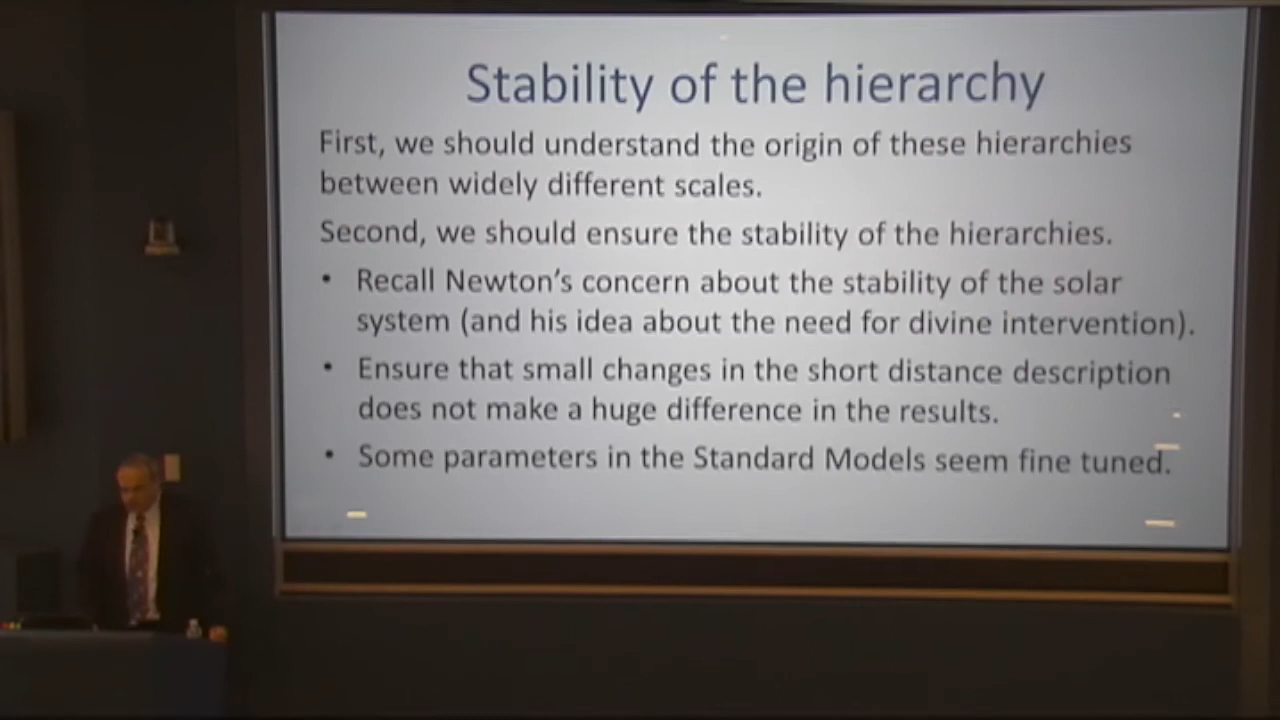 Stability of the hierarchy
First, we should understand the origin of these hierarchies
between widely different scales.
Second, we should ensure the stability of the hierarchies.
• Recall Newton's concern about the stability of the solar
system (and his idea about the need for divine intervention).
• Ensure that small changes in the short distance description
does not make a huge difference in the results.
• Some parameters in the Standard Models seem fine tuned.